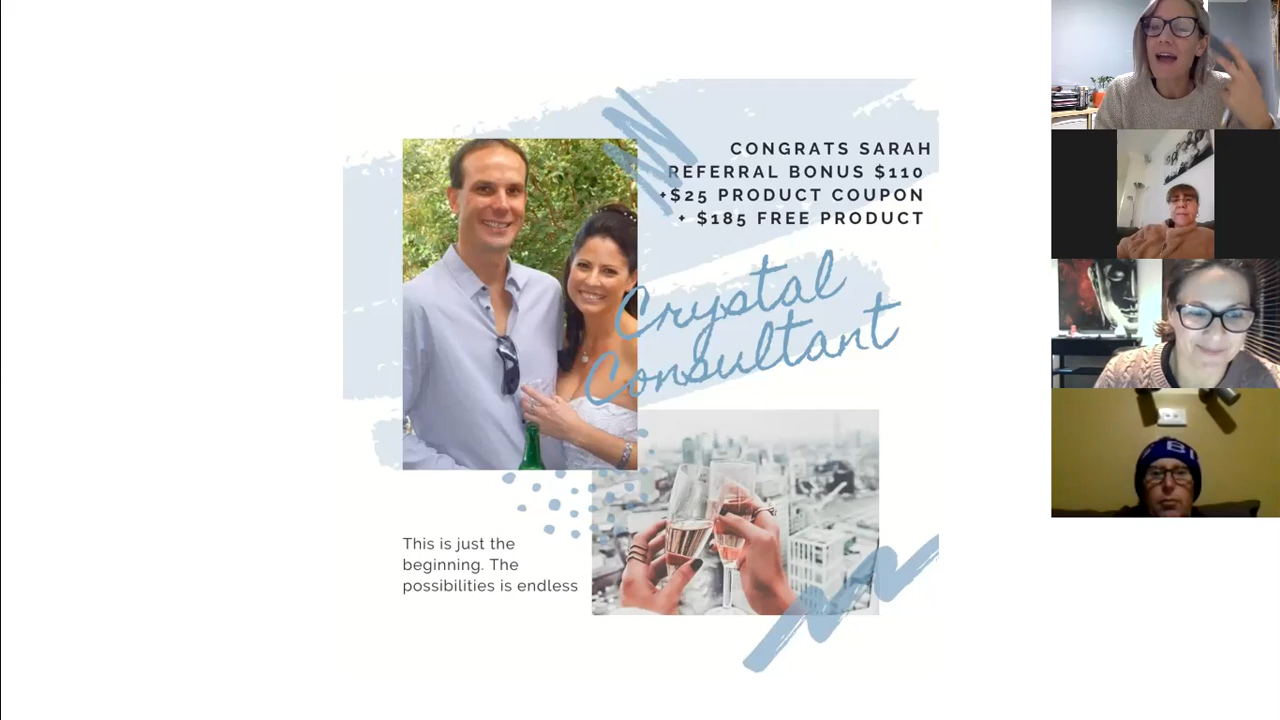 CONGRATS SARAH
REFERRAL BONUS $110
+$25 PRODUCT COUPON
+ $185 FREE PRODUCT
Crystal
Consultant
This is just the
beginning. The
possibilities is endless